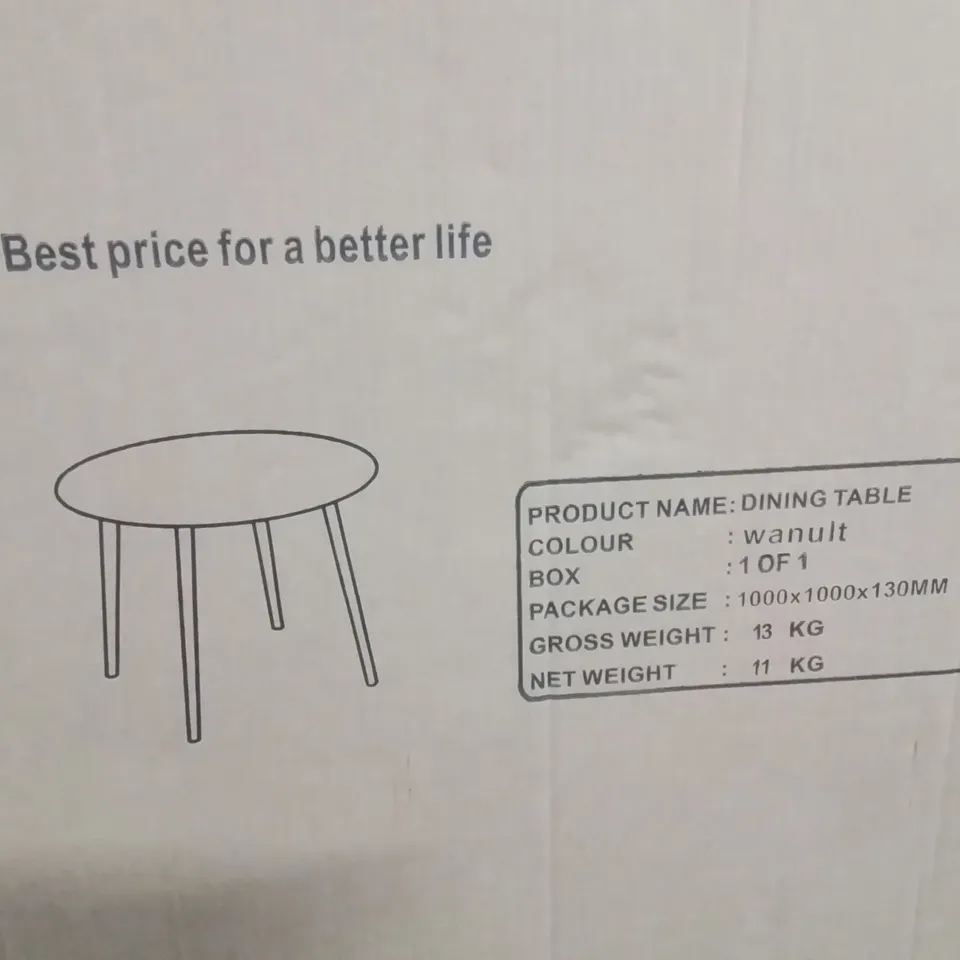 Best price for a better life
PRODUCT NAME: DINING TABLE
COLOUR : wanult
BOX : 1 OF 1
PACKAGE SIZE : 1000x1000x130MM
GROSS WEIGHT : 13 KG
NET WEIGHT : 11 KG